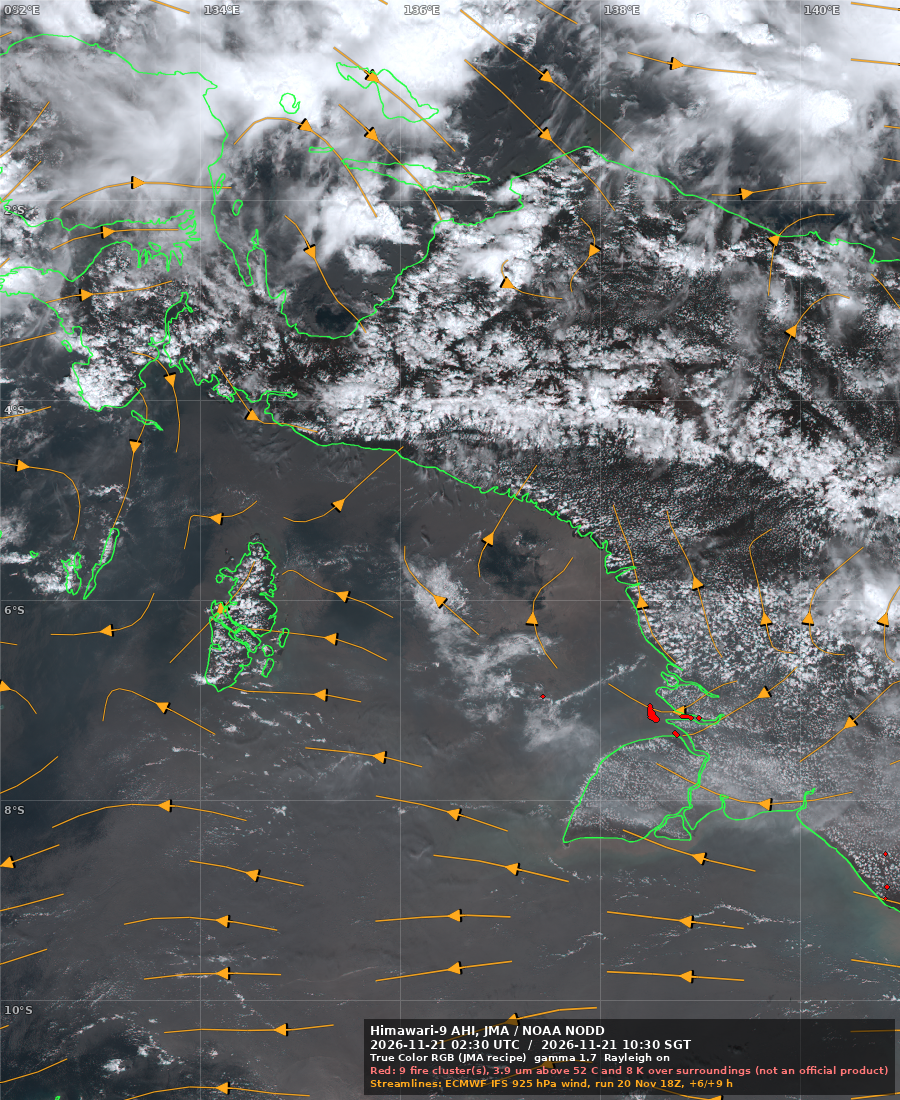 0°
132°E
134°E
136°E
138°E
140°E
2°S
4°S
6°S
8°S
10°S
Himawari-9 AHI, JMA / NOAA NODD
2026-11-21 02:30 UTC / 2026-11-21 10:30 SGT
True Color RGB (JMA recipe) gamma 1.7 Rayleigh on
Red: 9 fire cluster(s), 3.9 um above 52 C and 8 K over surroundings (not an official product)
Streamlines: ECMWF IFS 925 hPa wind, run 20 Nov 18Z, +6/+9 h